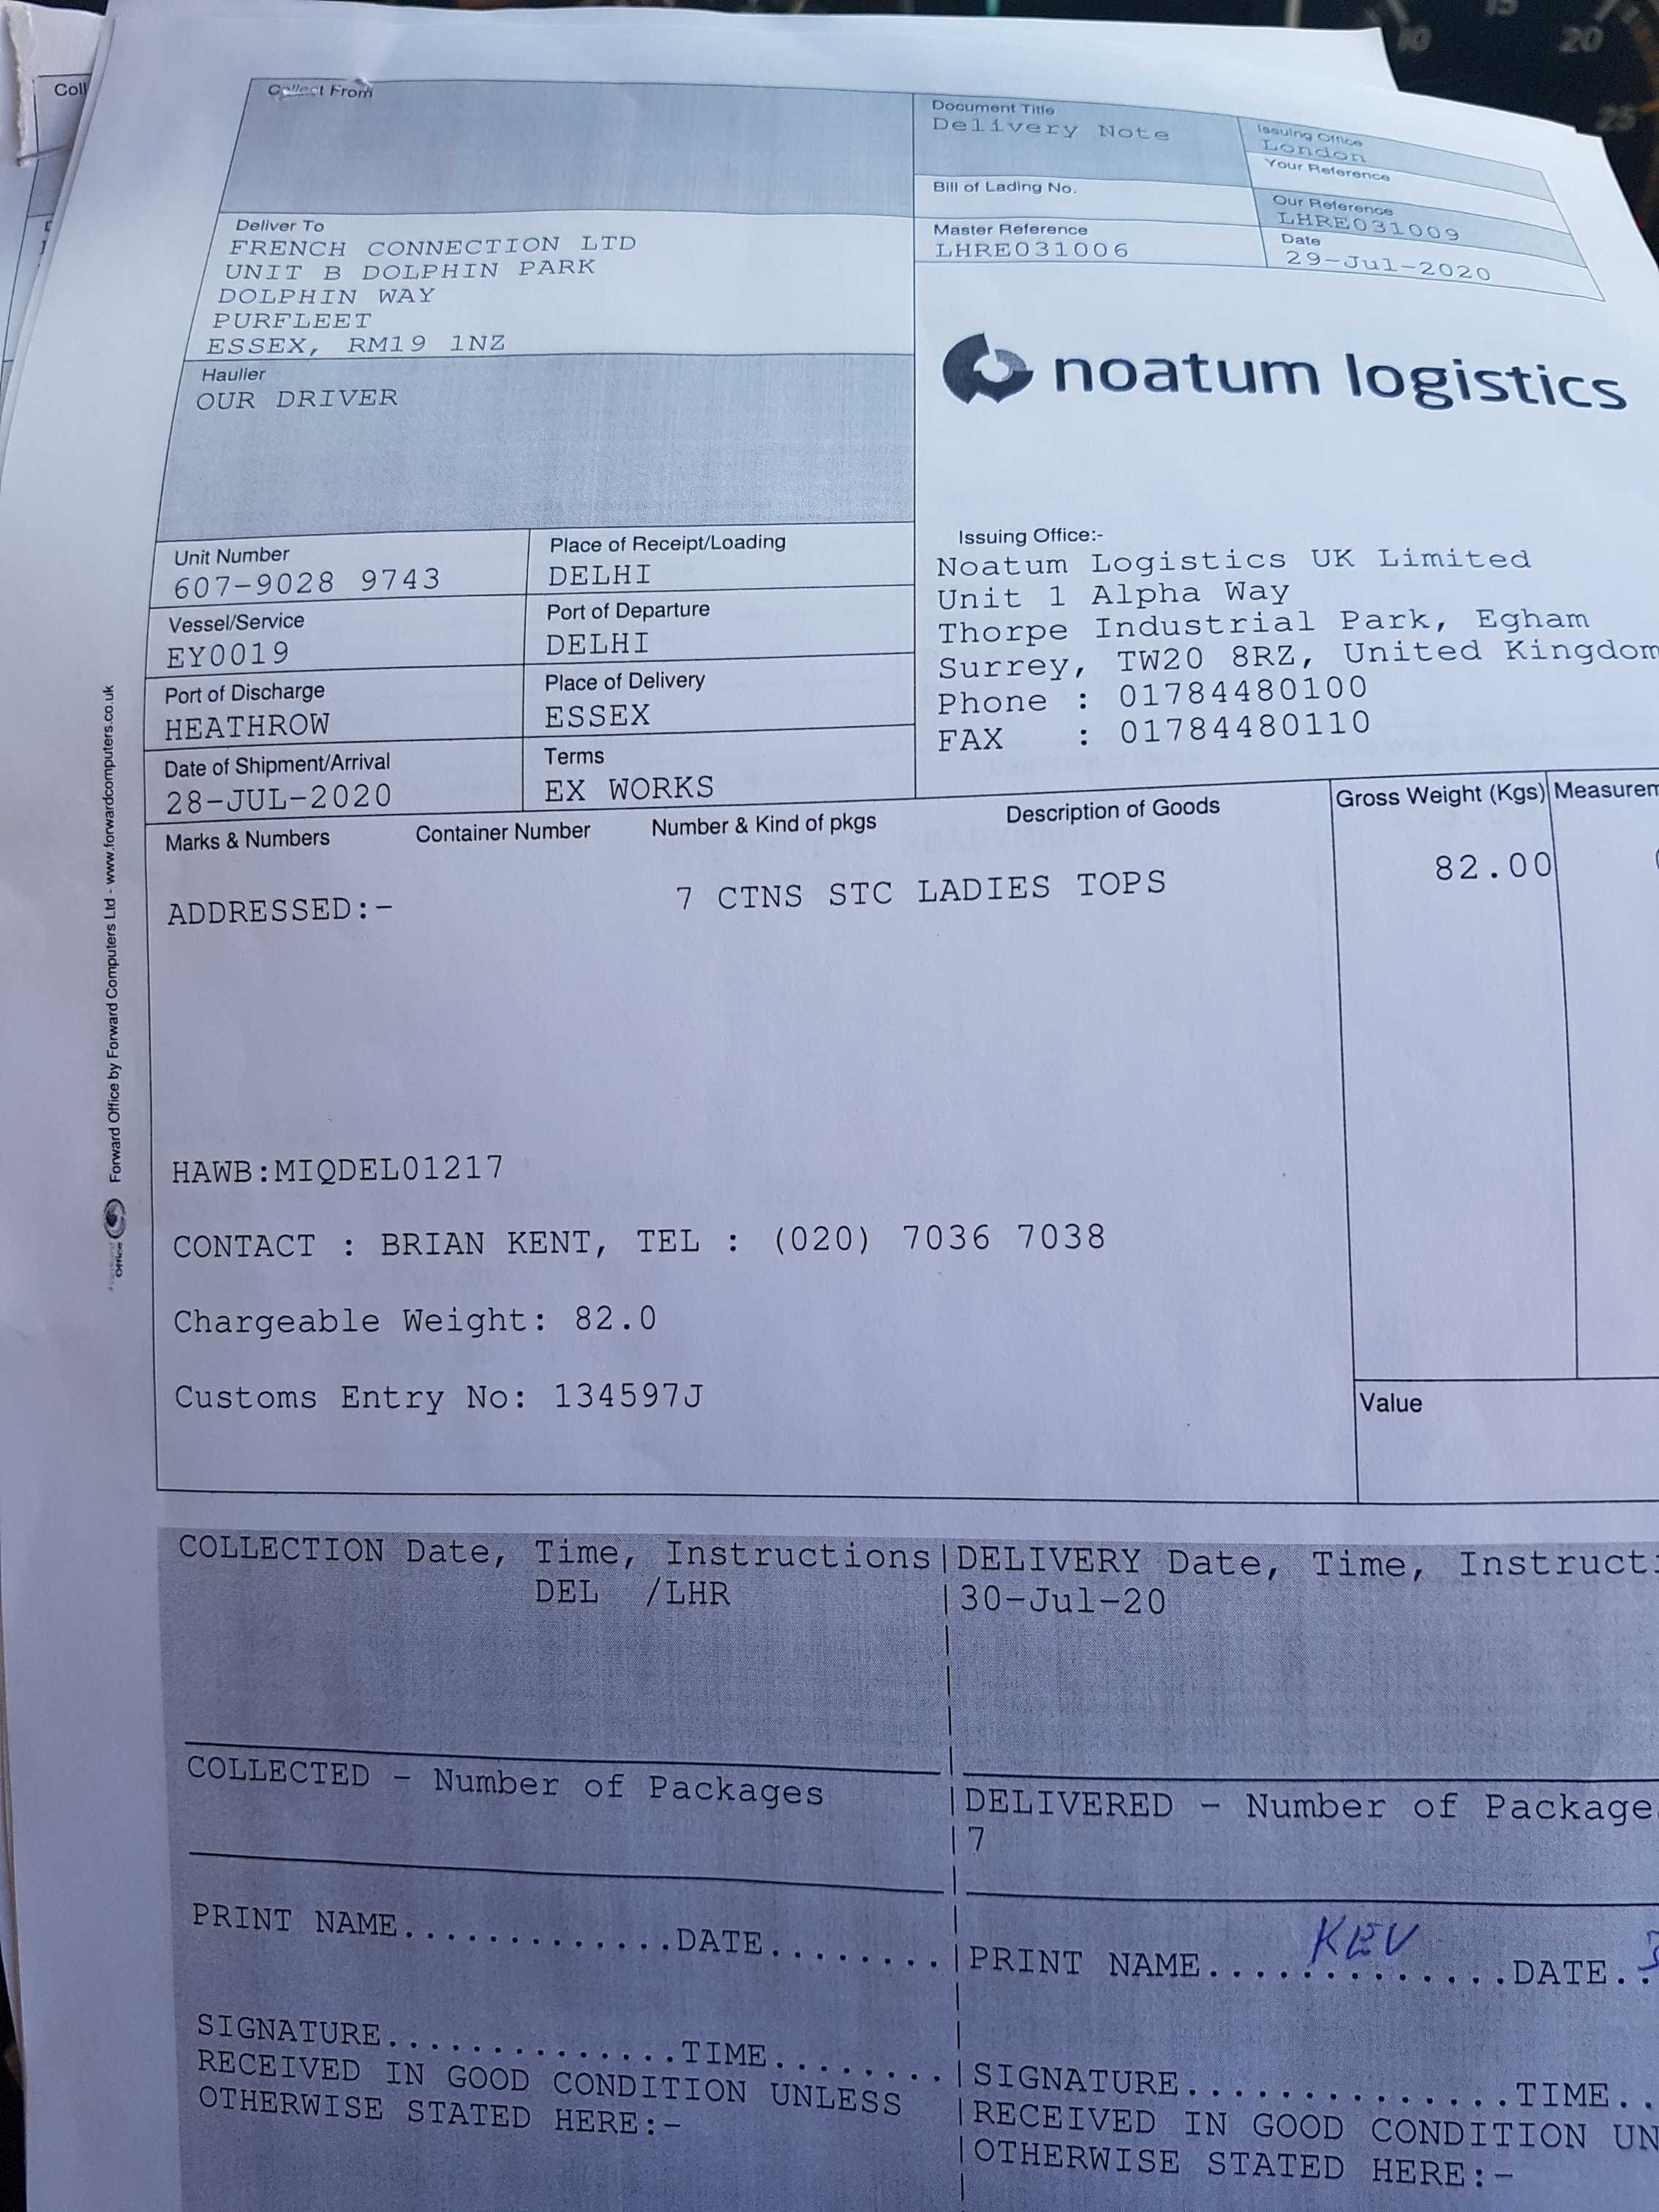 Coll
Collect From
Document Title
Delivery Note
Issuing Office
London
Your Reference
Bill of Lading No.
Our Reference
LHRE031009
Master Reference
LHRE031006
Date
29-Jul-2020
Deliver To
FRENCH CONNECTION LTD
UNIT B DOLPHIN PARK
DOLPHIN WAY
PURFLEET
ESSEX, RM19 1NZ
Haulier
OUR DRIVER
noatum logistics
Issuing Office:-
Noatum Logistics UK Limited
Unit 1 Alpha Way
Thorpe Industrial Park, Egham
Surrey, TW20 8RZ, United Kingdom
Phone : 01784480100
FAX : 01784480110
Unit Number
607-9028 9743
Place of Receipt/Loading
DELHI
Vessel/Service
EY0019
Port of Departure
DELHI
Port of Discharge
HEATHROW
Place of Delivery
ESSEX
Date of Shipment/Arrival
28-JUL-2020
Terms
EX WORKS
Marks & Numbers Container Number Number & Kind of pkgs Description of Goods Gross Weight (Kgs) Measurem
ADDRESSED:- 7 CTNS STC LADIES TOPS 82.00
HAWB:MIQDEL01217
CONTACT : BRIAN KENT, TEL : (020) 7036 7038
Chargeable Weight: 82.0
Customs Entry No: 134597J
Value
Forward Office by Forward Computers Ltd - www.forwardcomputers.co.uk
COLLECTION Date, Time, Instructions|DELIVERY Date, Time, Instruct
DEL /LHR |30-Jul-20
COLLECTED - Number of Packages |DELIVERED - Number of Package
|7
PRINT NAME.............DATE........|PRINT NAME....KEV..........DATE..
SIGNATURE..............TIME........|SIGNATURE...............TIME..
RECEIVED IN GOOD CONDITION UNLESS |RECEIVED IN GOOD CONDITION UN
OTHERWISE STATED HERE:- |OTHERWISE STATED HERE:-
10
15
20
25